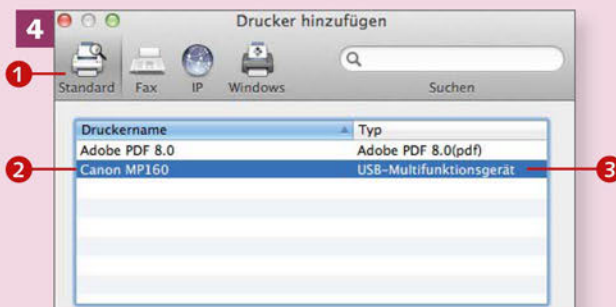 4
Drucker hinzufügen
1
Standard Fax IP Windows Suchen
Druckername Typ
Adobe PDF 8.0 Adobe PDF 8.0(pdf)
2 Canon MP160 USB-Multifunktionsgerät 3